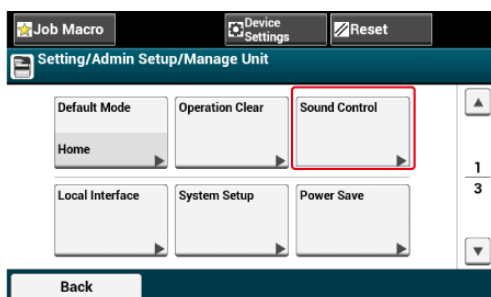 Job Macro
Device
Settings
Reset
Setting/Admin Setup/Manage Unit
Default Mode
Home
Operation Clear
Sound Control
1
3
Local Interface
System Setup
Power Save
Back